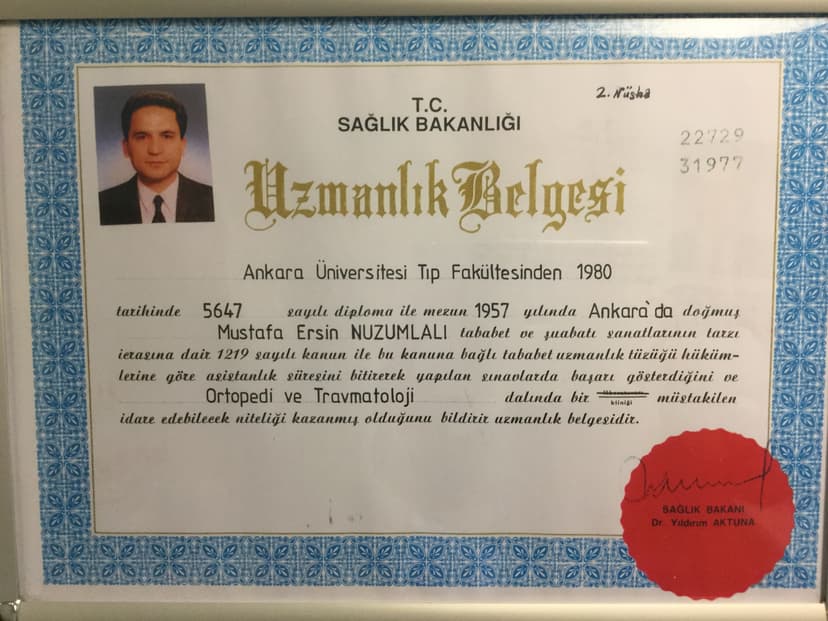 2. Nüsha
T.C.
SAĞLIK BAKANLIĞI
22729
31977
Uzmanlık Belgesi
Ankara Üniversitesi Tıp Fakültesinden 1980
tarihinde 5647 sayılı diploma ile mezun 1957 yılında Ankara'da doğmuş
Mustafa Ersin NUZUMLALI tababet ve şuabatı sanatlarının tarzı
icrasına dair 1219 sayılı kanun ile bu kanuna bağlı tababet uzmanlık tüzüğü hüküm-
lerine göre asistanlık süresini bitirerek yapılan sınavlarda başarı gösterdiğini ve
Ortopedi ve Travmatoloji dalında bir kliniği müstakilen
idare edebilecek niteliği kazanmış olduğunu bildirir uzmanlık belgesidir.
SAĞLIK BAKANI
Dr. Yıldırım AKTUNA